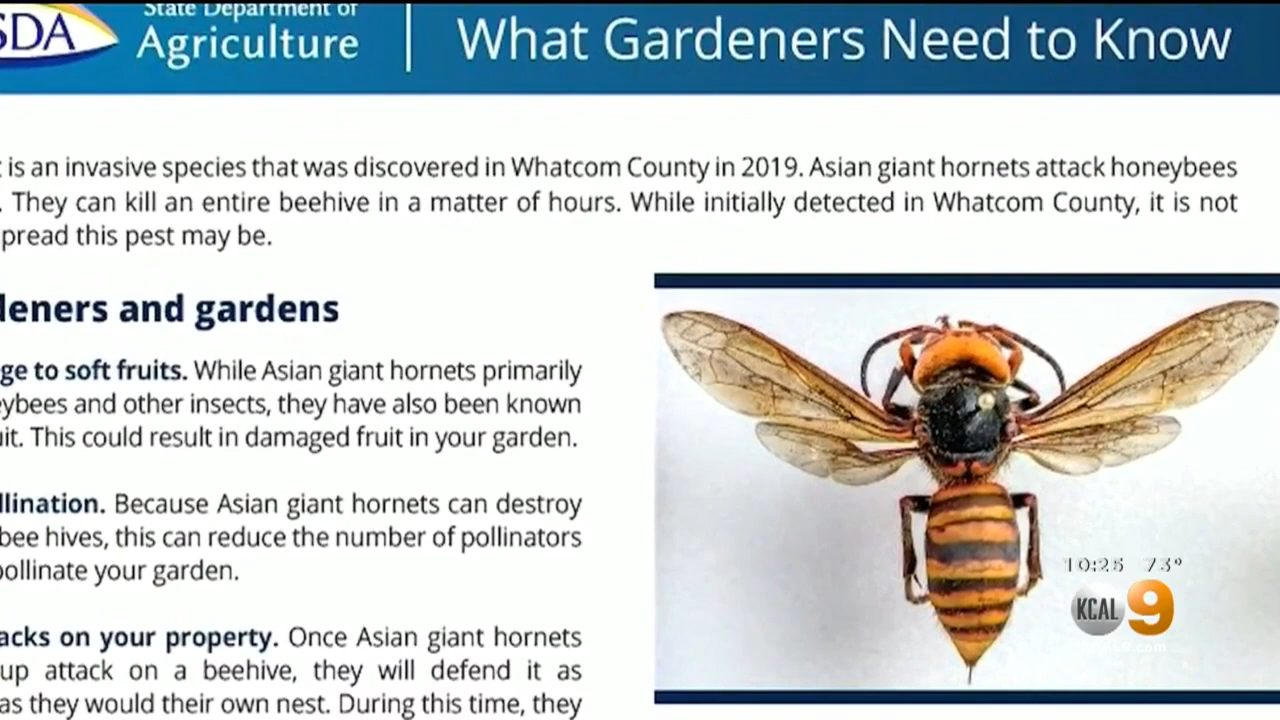 SDA
State Department of
Agriculture
What Gardeners Need to Know
is an invasive species that was discovered in Whatcom County in 2019. Asian giant hornets attack honeybees
. They can kill an entire beehive in a matter of hours. While initially detected in Whatcom County, it is not
pread this pest may be.
deners and gardens
ge to soft fruits. While Asian giant hornets primarily
eybees and other insects, they have also been known
uit. This could result in damaged fruit in your garden.
llination. Because Asian giant hornets can destroy
bee hives, this can reduce the number of pollinators
pollinate your garden.
acks on your property. Once Asian giant hornets
up attack on a beehive, they will defend it as
as they would their own nest. During this time, they
10:25 73°
KCAL 9